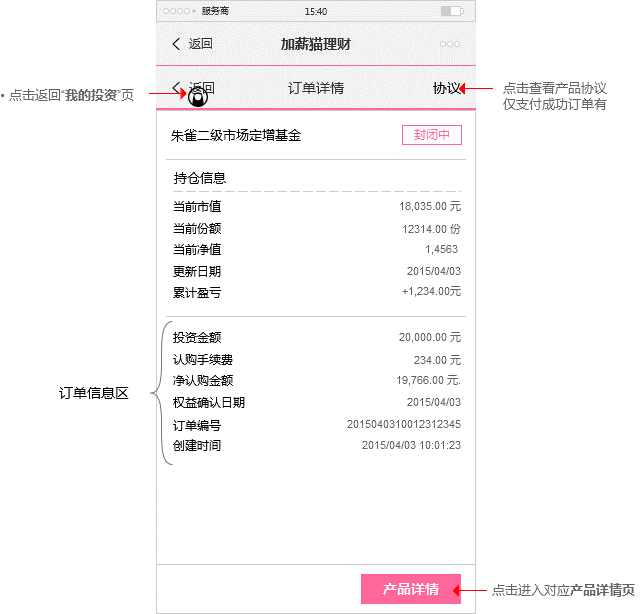 服务商 15:40
返回 加薪猫理财
返回 订单详情 协议
• 点击返回“我的投资”页
点击查看产品协议
仅支付成功订单有
朱雀二级市场定增基金 封闭中
持仓信息
当前市值 18,035.00 元
当前份额 12314.00 份
当前净值 1,4563
更新日期 2015/04/03
累计盈亏 +1,234.00元
订单信息区
投资金额 20,000.00 元
认购手续费 234.00 元
净认购金额 19,766.00 元.
权益确认日期 2015/04/03
订单编号 2015040310012312345
创建时间 2015/04/03 10:01:23
产品详情
点击进入对应产品详情页